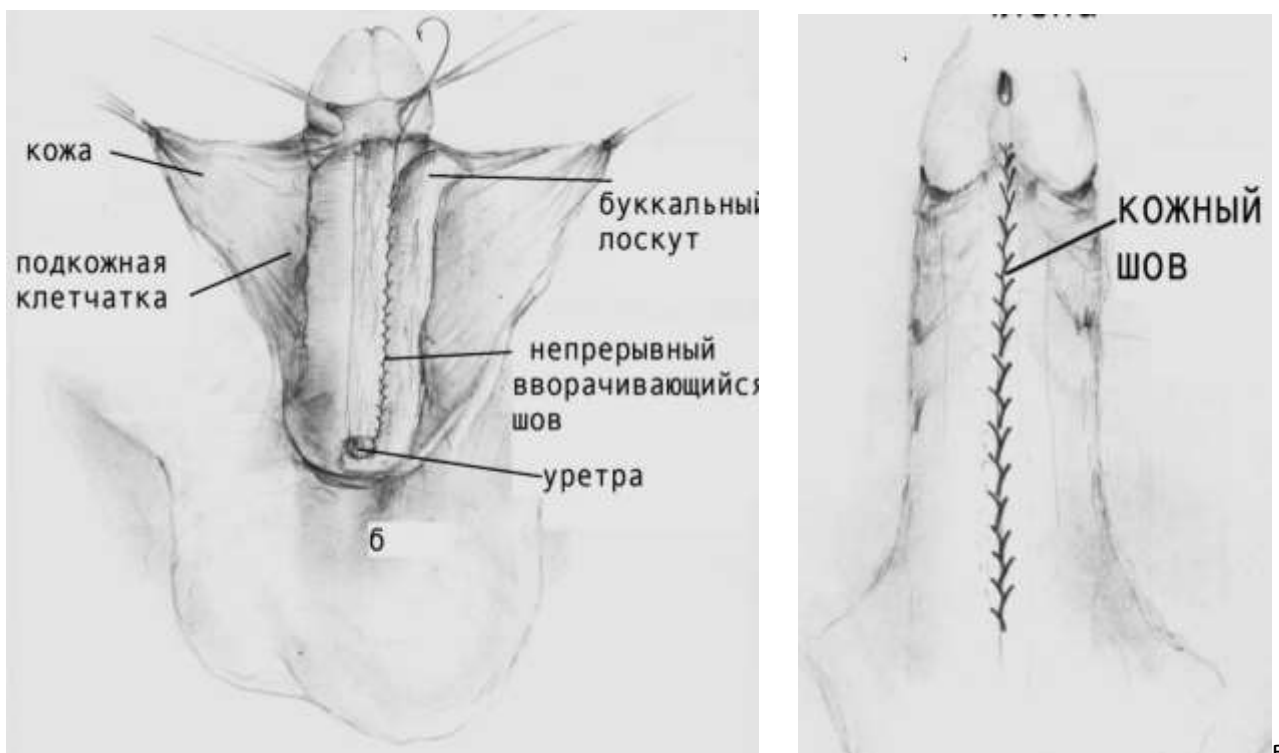 кожа
буккальный
лоскут
подкожная
клетчатка
непрерывный
вворачивающийся
шов
уретра
б
кожный
шов